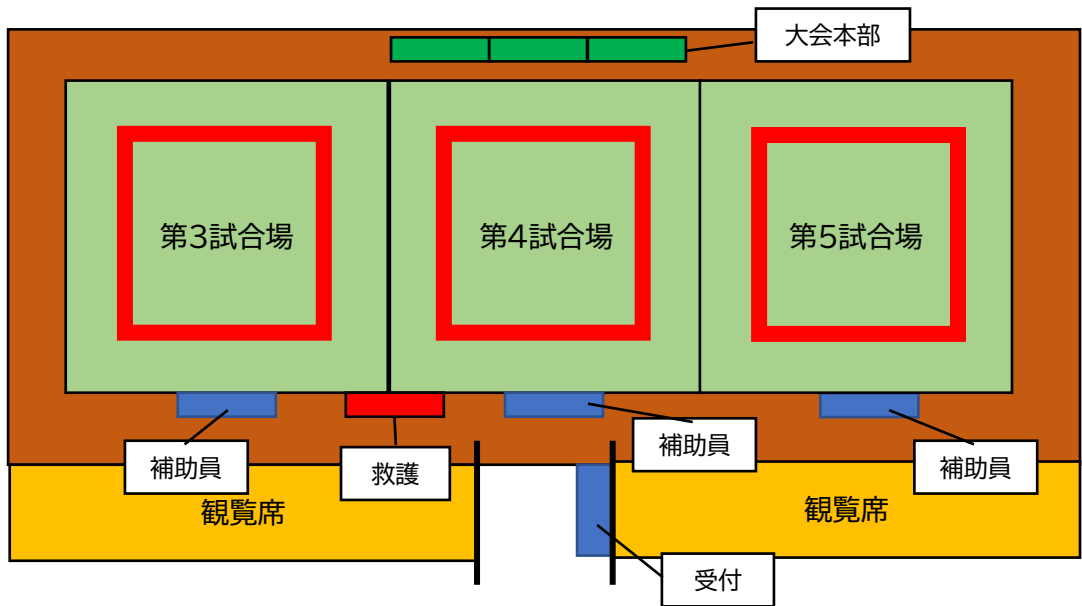 大会本部
第3試合場
第4試合場
第5試合場
補助員
救護
補助員
補助員
観覧席
観覧席
受付